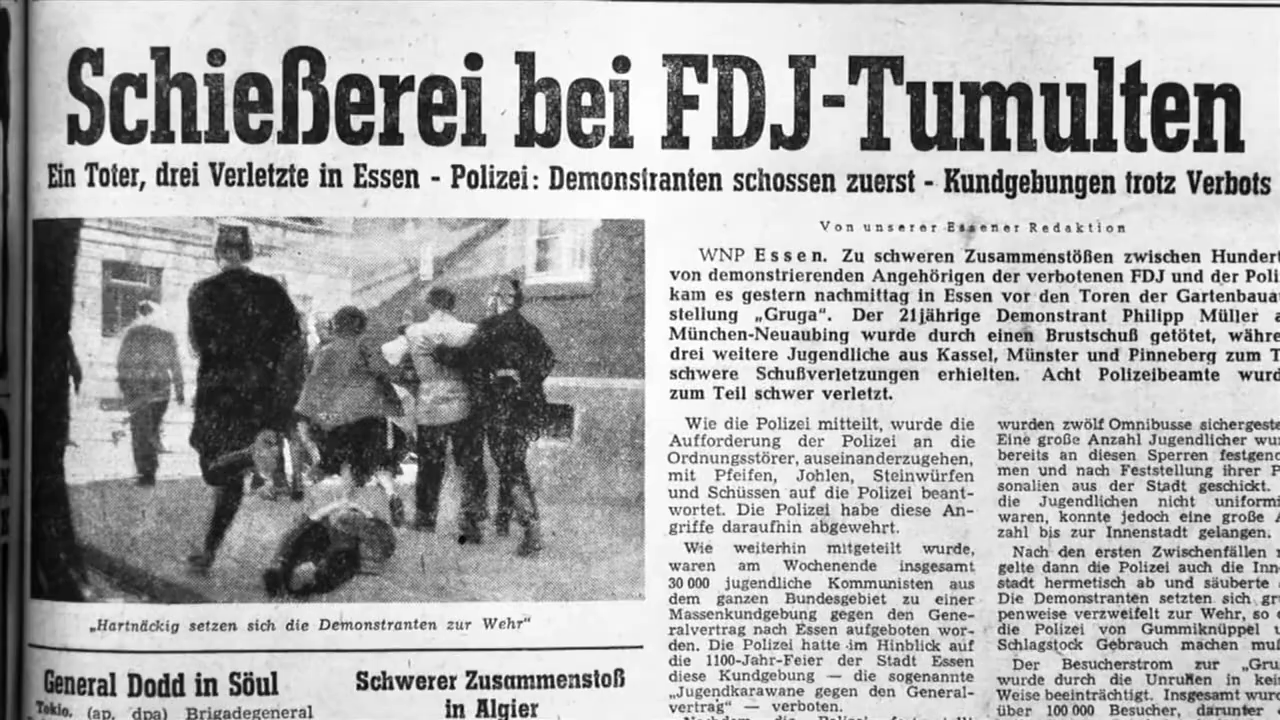 Schießerei bei FDJ-Tumulten
Ein Toter, drei Verletzte in Essen - Polizei: Demonstranten schossen zuerst - Kundgebungen trotz Verbots
Von unserer Essener Redaktion
WNP Essen. Zu schweren Zusammenstößen zwischen Hundert
von demonstrierenden Angehörigen der verbotenen FDJ und der Poli
kam es gestern nachmittag in Essen vor den Toren der Gartenbaua
stellung „Gruga". Der 21jährige Demonstrant Philipp Müller a
München-Neuaubing wurde durch einen Brustschuß getötet, währe
drei weitere Jugendliche aus Kassel, Münster und Pinneberg zum T
schwere Schußverletzungen erhielten. Acht Polizeibeamte wurd
zum Teil schwer verletzt.
Wie die Polizei mitteilt, wurde die
Aufforderung der Polizei an die
Ordnungsstörer, auseinanderzugehen,
mit Pfeifen, Johlen, Steinwürfen
und Schüssen auf die Polizei beant-
wortet. Die Polizei habe diese An-
griffe daraufhin abgewehrt.
Wie weiterhin mitgeteilt wurde,
waren am Wochenende insgesamt
30 000 jugendliche Kommunisten aus
dem ganzen Bundesgebiet zu einer
Massenkundgebung gegen den Gene-
ralvertrag nach Essen aufgeboten wor-
den. Die Polizei hatte im Hinblick auf
die 1100-Jahr-Feier der Stadt Essen
diese Kundgebung — die sogenannte
„Jugendkarawane gegen den General-
vertrag" — verboten.
wurden zwölf Omnibusse sichergeste
Eine große Anzahl Jugendlicher wur
bereits an diesen Sperren festgeno
men und nach Feststellung ihrer P
sonalien aus der Stadt geschickt.
die Jugendlichen nicht uniformi
waren, konnte jedoch eine große A
zahl bis zur Innenstadt gelangen.
Nach den ersten Zwischenfällen r
gelte dann die Polizei auch die Inn
stadt hermetisch ab und säuberte
Die Demonstranten setzten sich gru
penweise verzweifelt zur Wehr, so
die Polizei von Gummiknüppel u
Schlagstock Gebrauch machen muß
Der Besucherstrom zur „Gru
wurde durch die Unruhen in kein
Weise beeinträchtigt. Insgesamt wurd
über 100 000 Besucher, darunter
„Hartnäckig setzen sich die Demonstranten zur Wehr"
General Dodd in Söul
Tokio. (ap, dpa) Brigadegeneral
Schwerer Zusammenstoß
in Algier